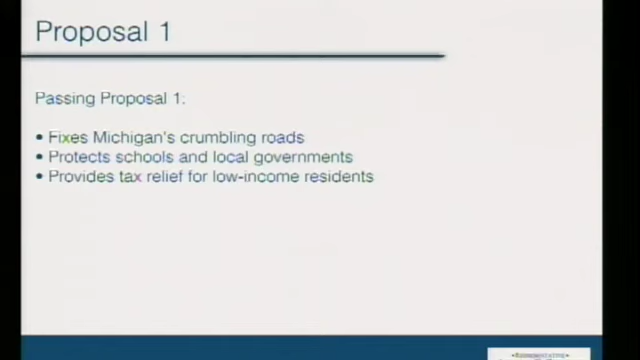 Proposal 1
Passing Proposal 1:
• Fixes Michigan's crumbling roads
• Protects schools and local governments
• Provides tax relief for low-income residents